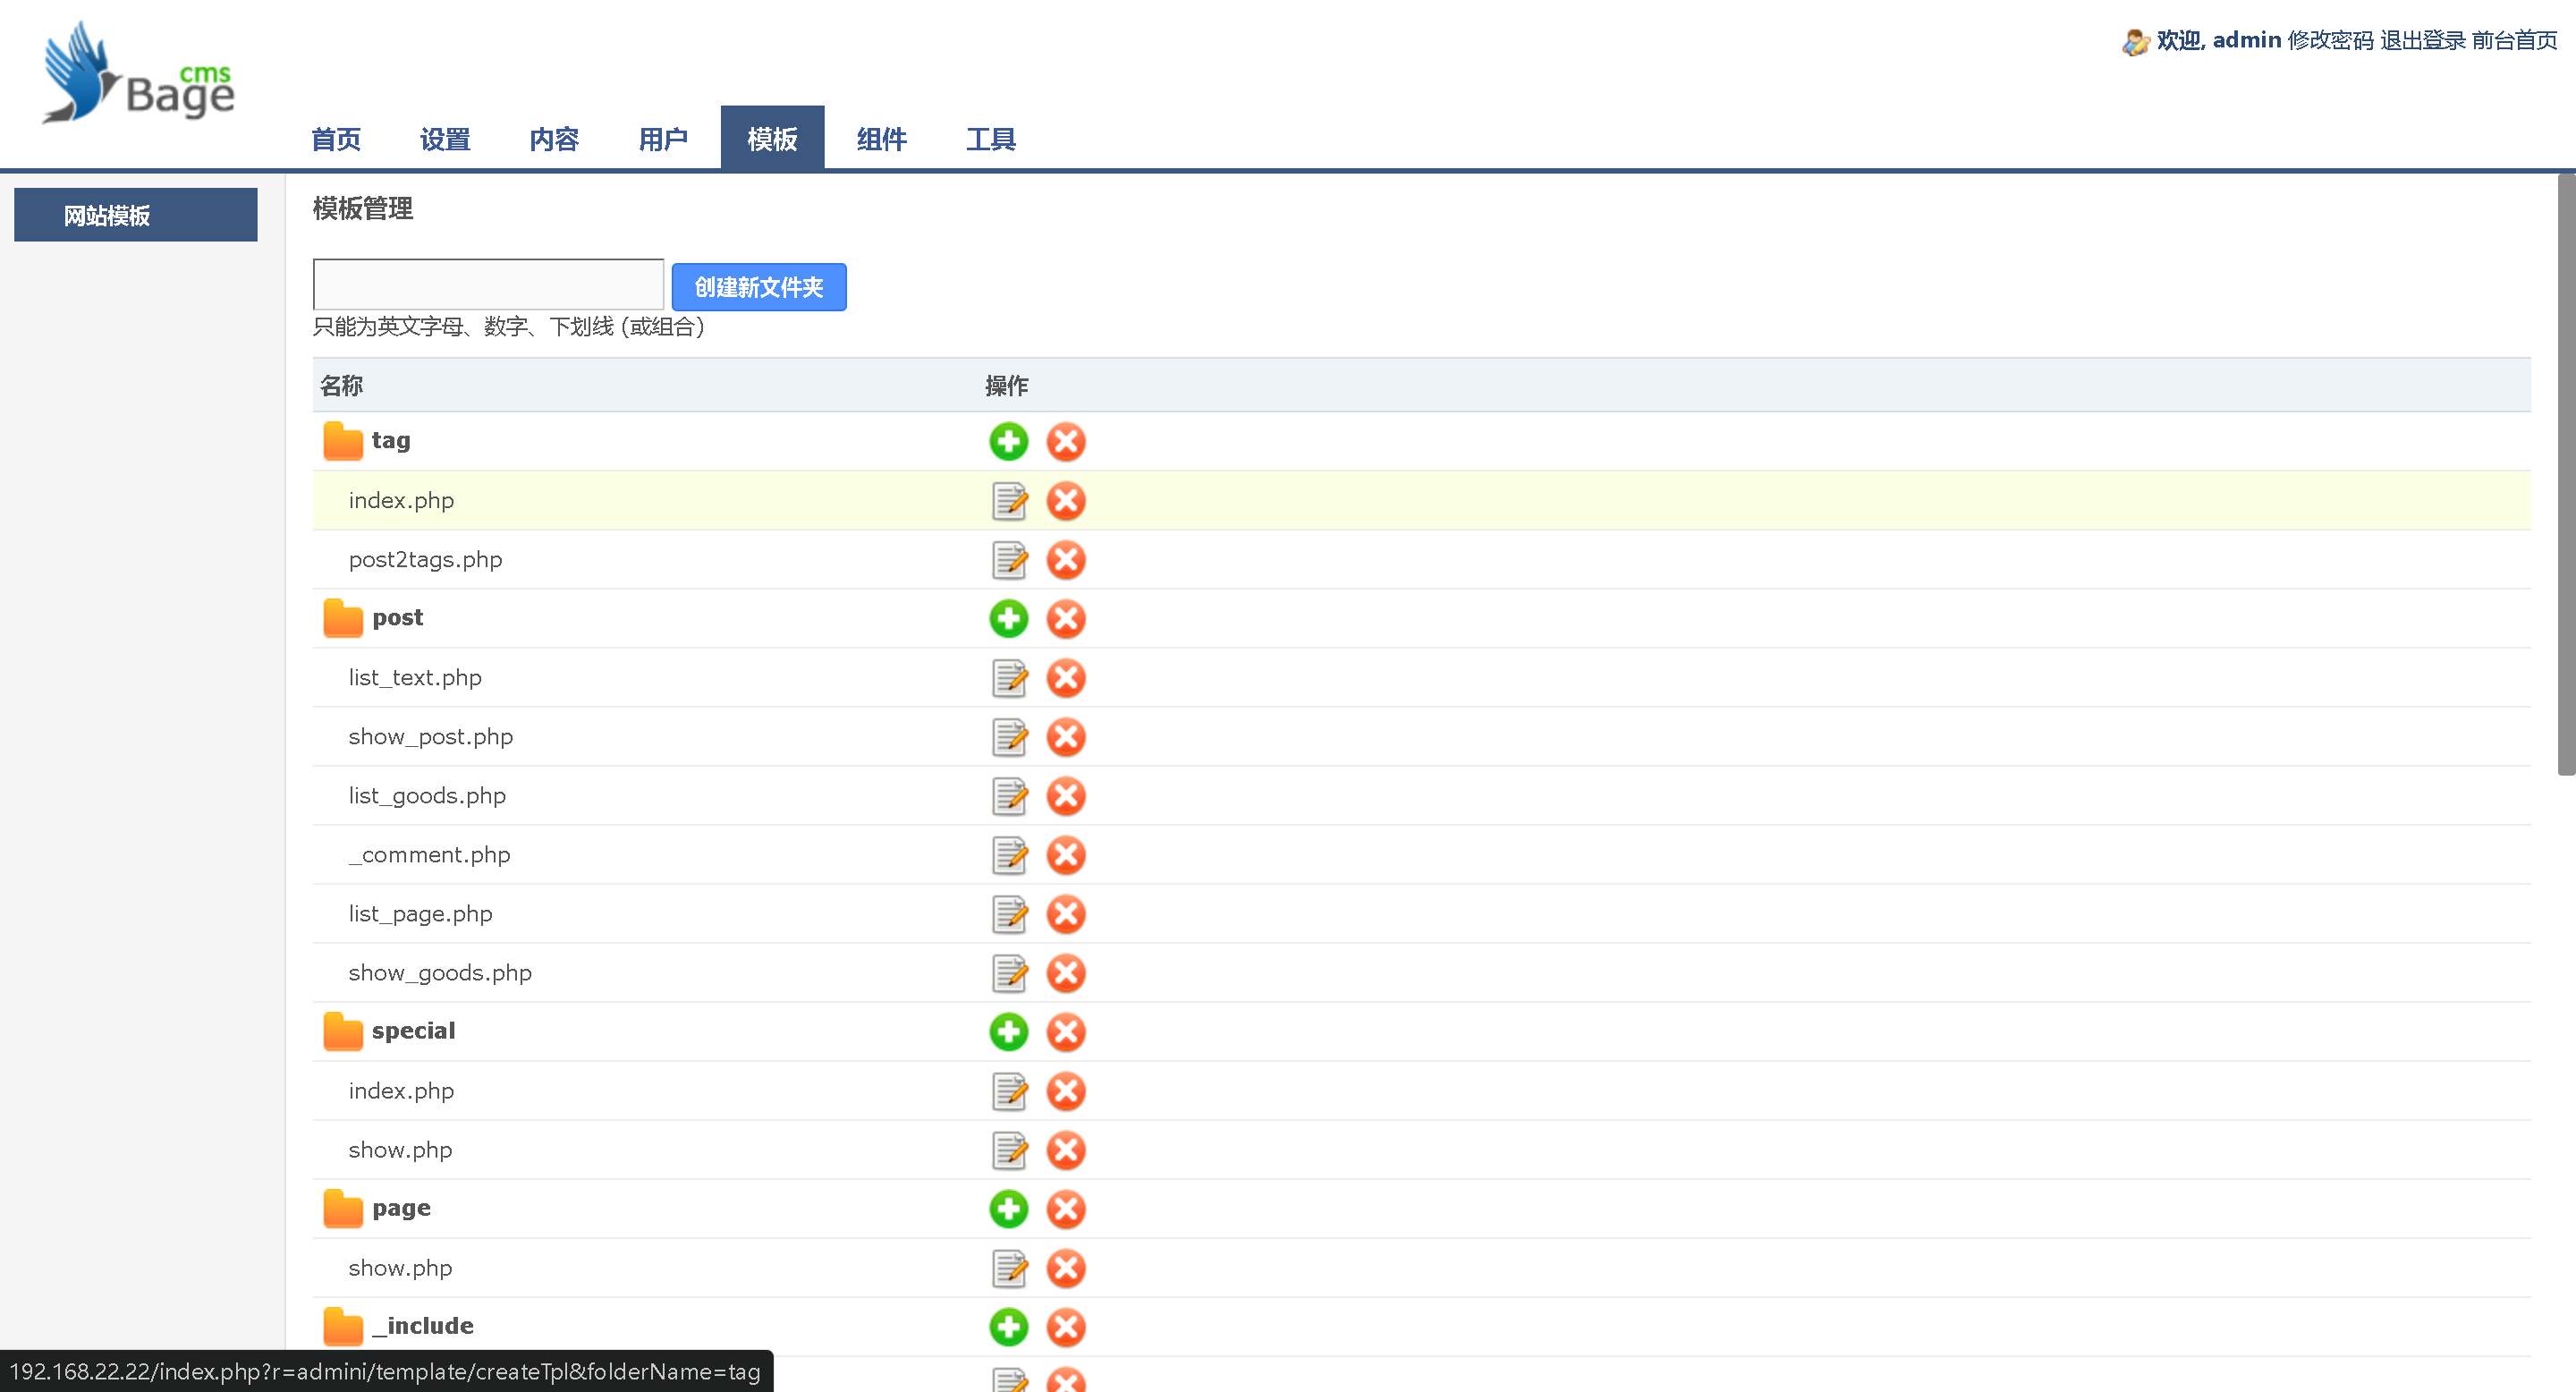 cms
Bage
欢迎, admin 修改密码 退出登录 前台首页
首页 设置 内容 用户 模板 组件 工具
网站模板
模板管理
创建新文件夹
只能为英文字母、数字、下划线 (或组合)
名称 操作
tag
index.php
post2tags.php
post
list_text.php
show_post.php
list_goods.php
_comment.php
list_page.php
show_goods.php
special
index.php
show.php
page
show.php
_include
192.168.22.22/index.php?r=admini/template/createTpl&folderName=tag